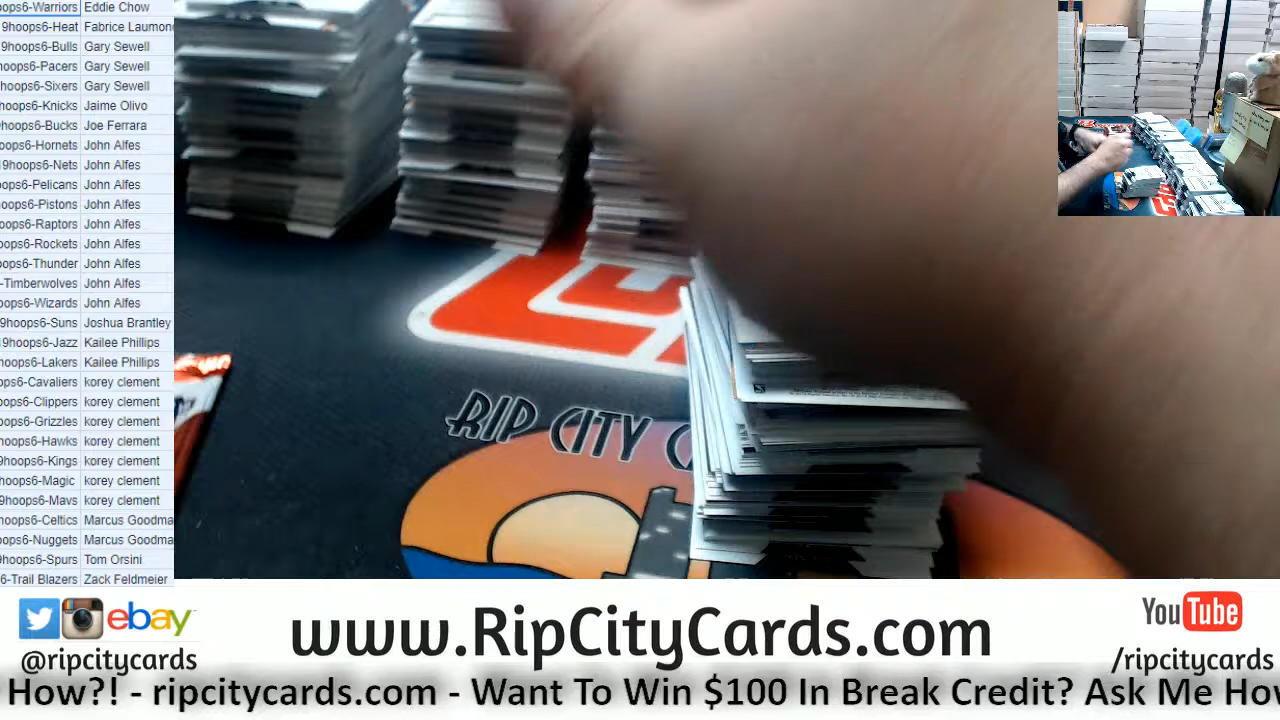 ops6-Warriors Eddie Chow
9hoops6-Heat Fabrice Laumon
9hoops6-Bulls Gary Sewell
hoops6-Pacers Gary Sewell
hoops6-Sixers Gary Sewell
hoops6-Knicks Jaime Olivo
9hoops6-Bucks Joe Ferrara
hoops6-Hornets John Alfes
19hoops6-Nets John Alfes
oops6-Pelicans John Alfes
oops6-Pistons John Alfes
oops6-Raptors John Alfes
oops6-Rockets John Alfes
ops6-Thunder John Alfes
-Timberwolves John Alfes
oops6-Wizards John Alfes
9hoops6-Suns Joshua Brantley
19hoops6-Jazz Kailee Phillips
hoops6-Lakers Kailee Phillips
ops6-Cavaliers korey clement
oops6-Clippers korey clement
ops6-Grizzles korey clement
hoops6-Hawks korey clement
9hoops6-Kings korey clement
hoops6-Magic korey clement
9hoops6-Mavs korey clement
hoops6-Celtics Marcus Goodma
oops6-Nuggets Marcus Goodma
9hoops6-Spurs Tom Orsini
6-Trail Blazers Zack Feldmeier
RIP CITY C
ebay
@ripcitycards
www.RipCityCards.com
YouTube
/ripcitycards
How?! - ripcitycards.com - Want To Win $100 In Break Credit? Ask Me How